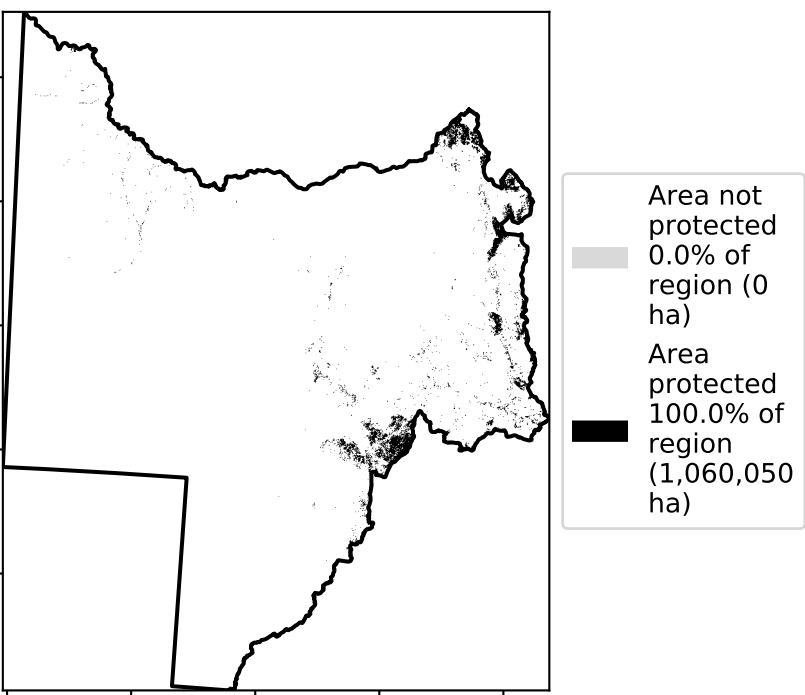 Area not
protected
0.0% of
region (0
ha)
Area
protected
100.0% of
region
(1,060,050
ha)